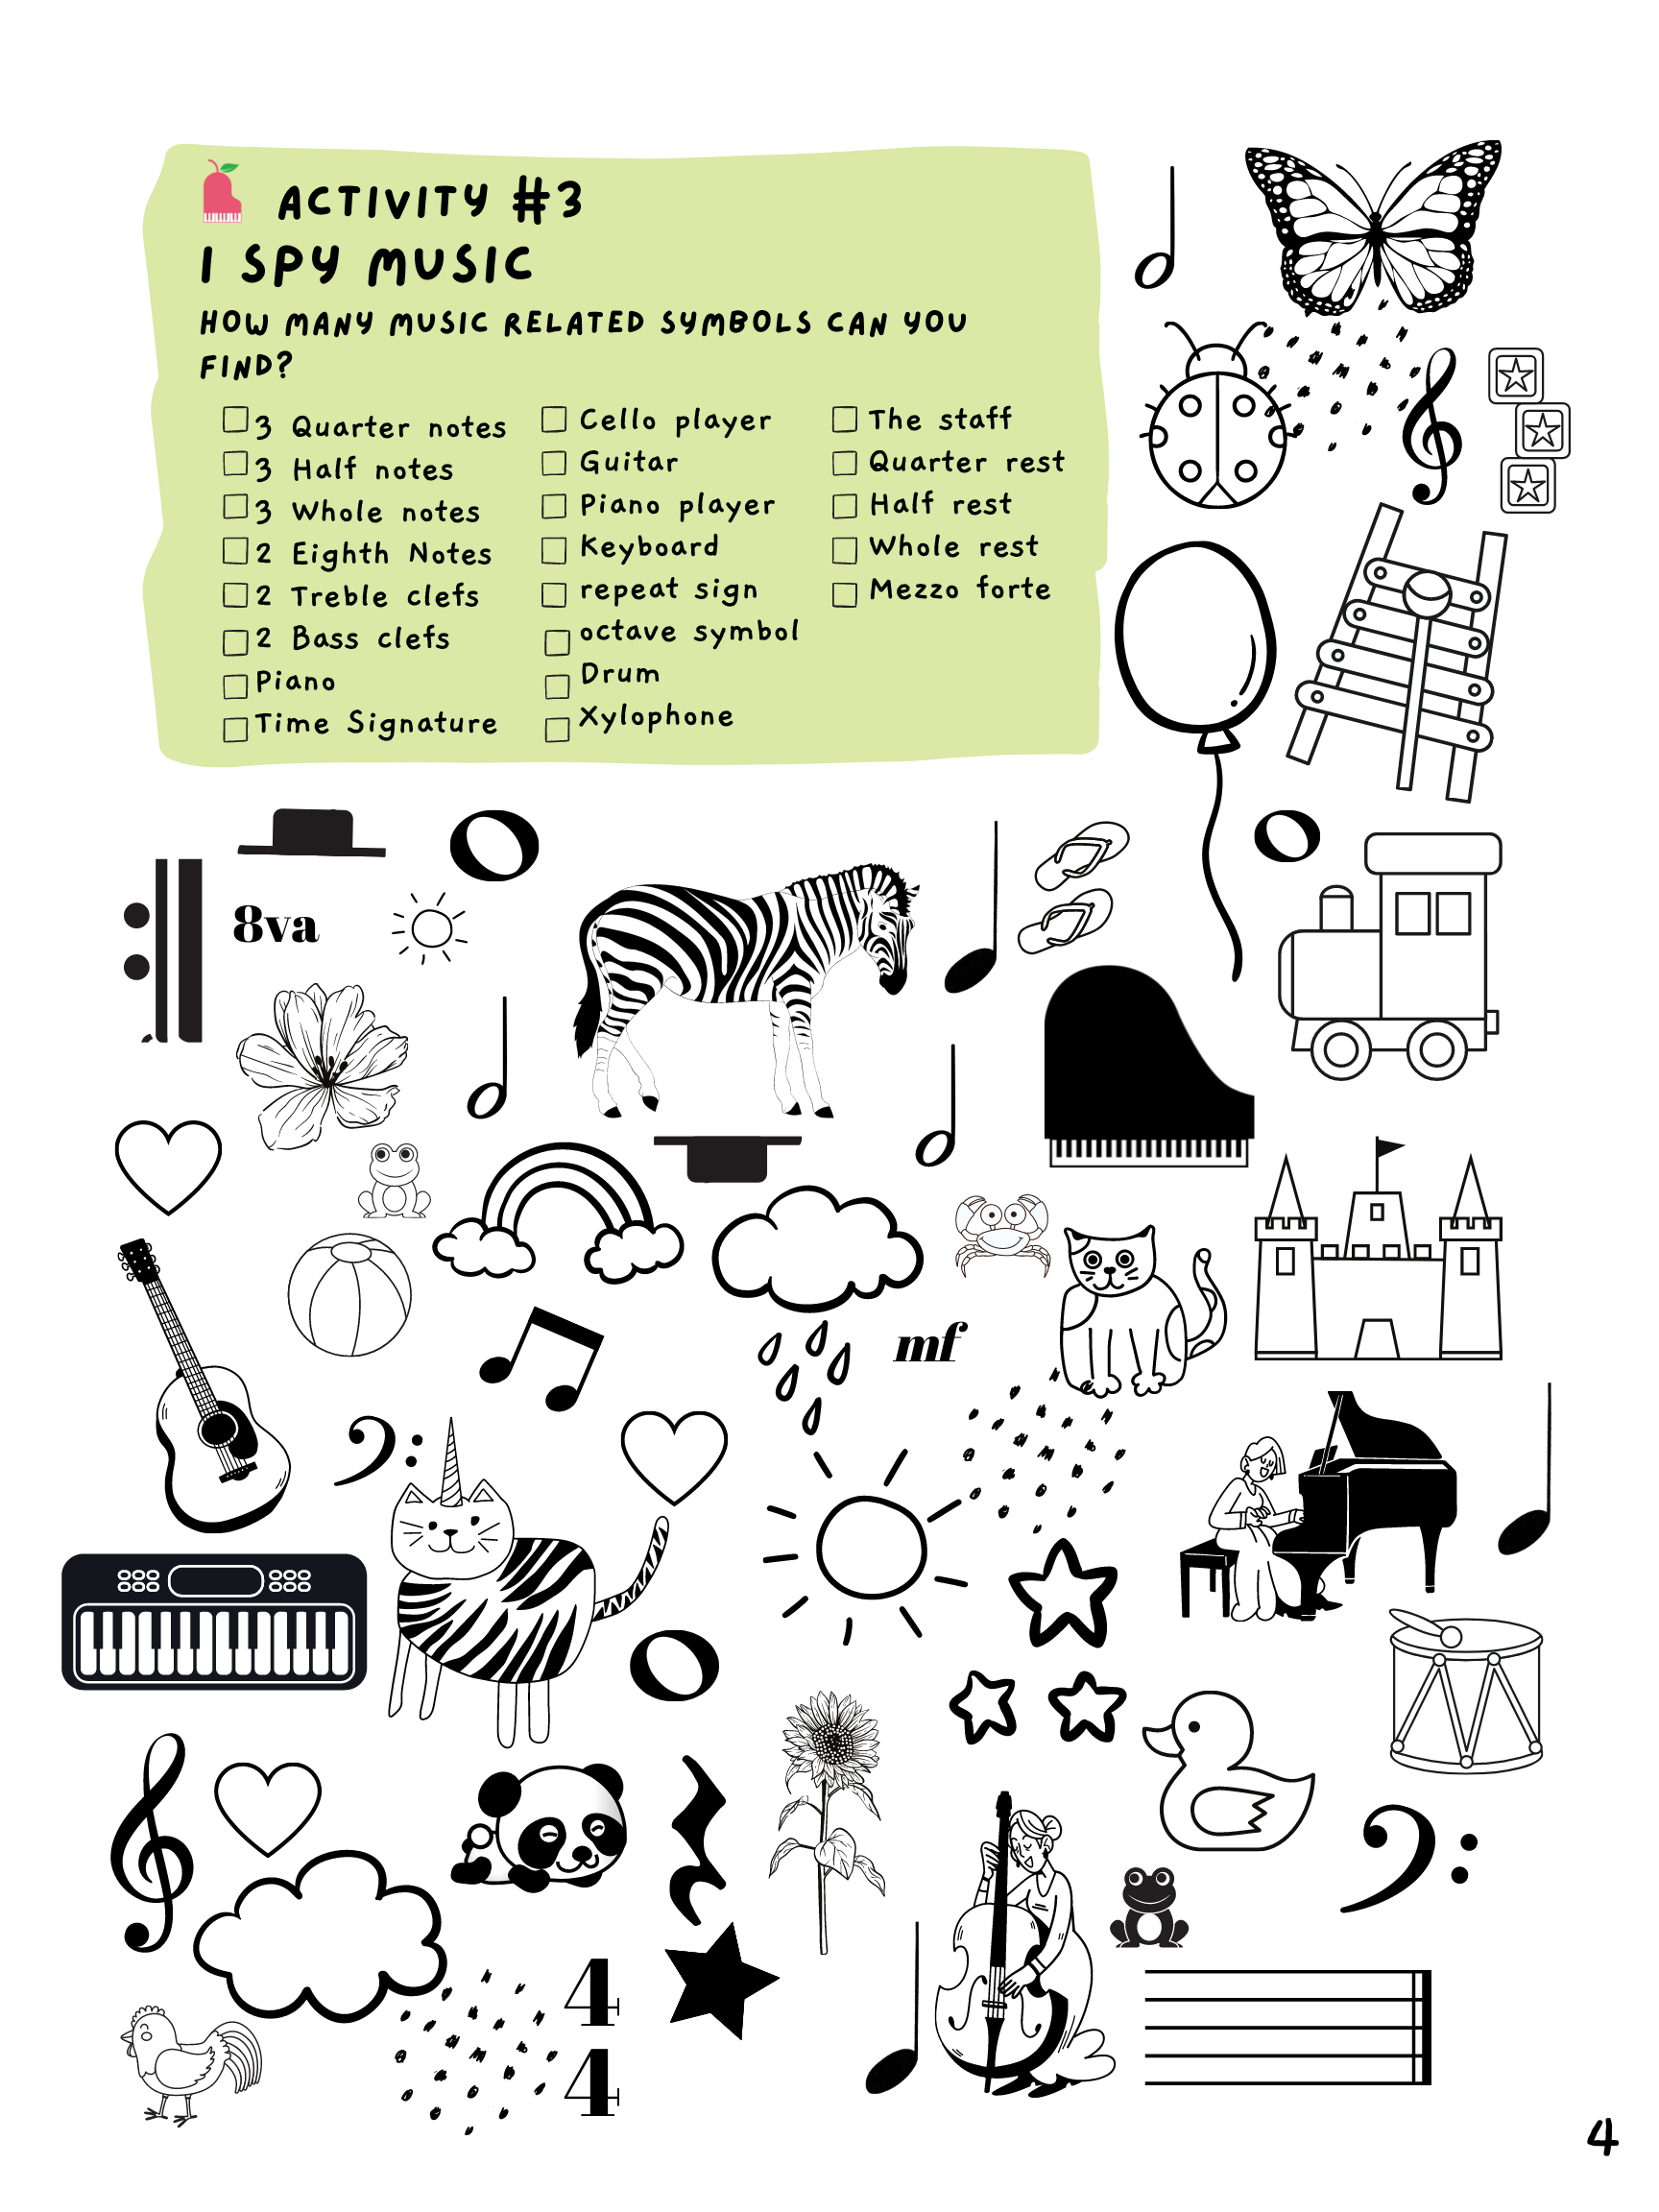 ACTIVITY #3
I SPY MUSIC
HOW MANY MUSIC RELATED SYMBOLS CAN YOU
FIND?
3 Quarter notes
3 Half notes
3 Whole notes
2 Eighth Notes
2 Treble clefs
2 Bass clefs
Piano
Time Signature
Cello player
Guitar
Piano player
Keyboard
repeat sign
octave symbol
Drum
Xylophone
The staff
Quarter rest
Half rest
Whole rest
Mezzo forte
8va
mf
4
4
4